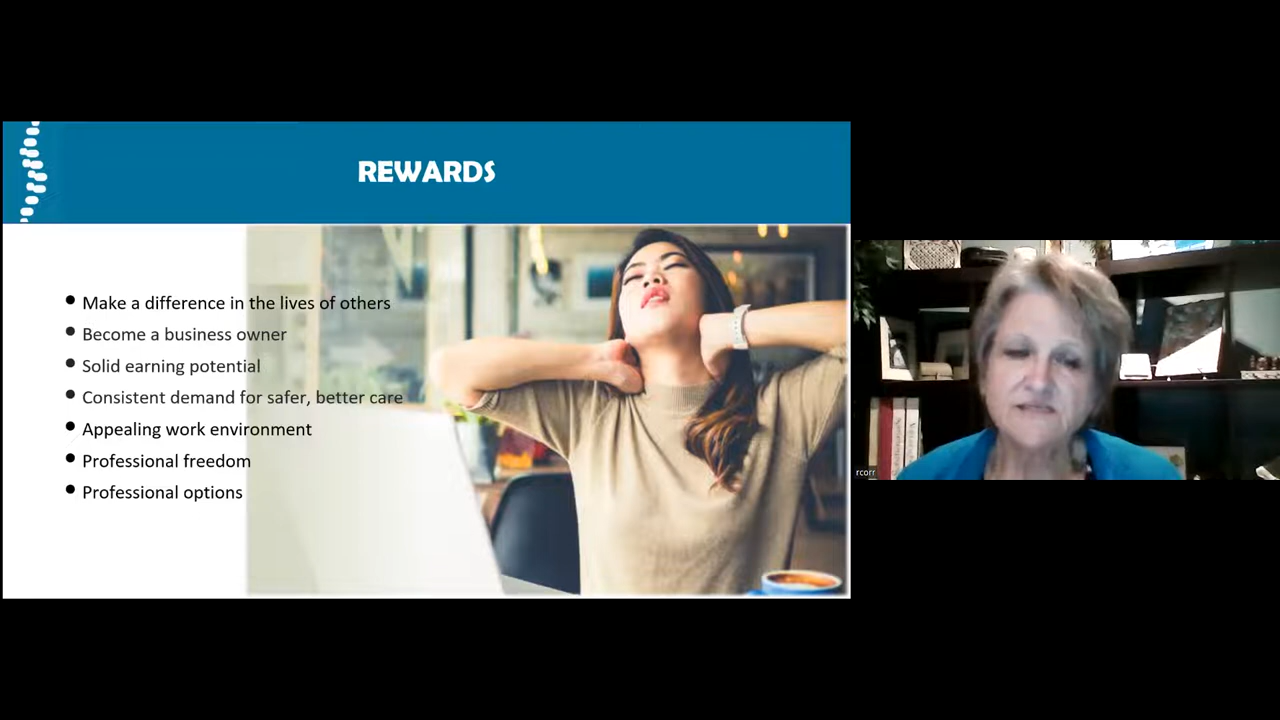 REWARDS
Make a difference in the lives of others
Become a business owner
Solid earning potential
Consistent demand for safer, better care
Appealing work environment
Professional freedom
Professional options
rcorr